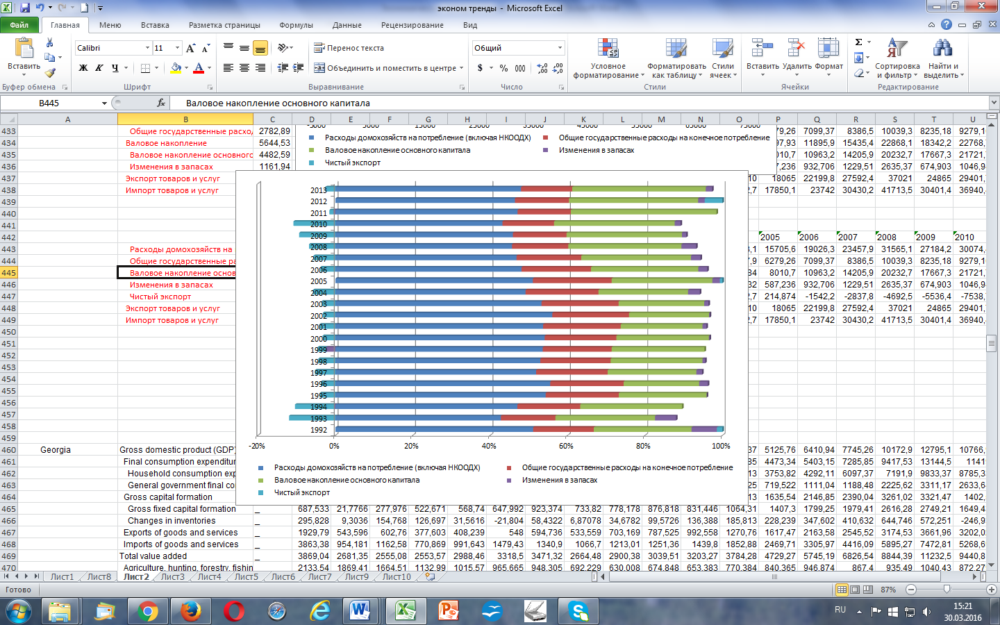 эконом тренды - Microsoft Excel
Файл Главная Меню Вставка Разметка страницы Формулы Данные Рецензирование Вид
Вставить
Calibri 11
Ж К Ч
Перенос текста
Объединить и поместить в центре
Общий
$ % 000
Условное форматирование
Форматировать как таблицу
Стили ячеек
Вставить Удалить Формат
Сортировка и фильтр
Найти и выделить
Буфер обмена Шрифт Выравнивание Число Стили Ячейки Редактирование
B445 fx Валовое накопление основного капитала
A B C D E F G H I J K L M N O P Q R S T U
433 Общие государственные расход 2782,89 79,26 7099,37 8386,5 10039,3 8235,18 9279,1
434 Валовое накопление 5644,53 07,93 11895,9 15435,4 22868,1 18342,2 22768,
435 Валовое накопление основного 4482,59 010,7 10963,2 14205,9 20232,7 17667,3 21721,
436 Изменения в запасах 1161,94 7,236 932,706 1229,51 2635,37 674,903 1046,9
437 Экспорт товаров и услуг 10 18065 22199,8 27592,4 37021 24865 29401,
438 Импорт товаров и услуг 2,7 17850,1 23742 30430,2 41713,5 30401,4 36940,
439
440
441
442 2005 2006 2007 2008 2009 2010
443 Расходы домохозяйств на 15705,6 19026,3 23457,9 31565,1 27184,2 30074,
444 Общие государственные ра 7,9 6279,26 7099,37 8386,5 10039,3 8235,18 9279,1
445 Валовое накопление основ 84 8010,7 10963,2 14205,9 20232,7 17667,3 21721,
446 Изменения в запасах 32 587,236 932,706 1229,51 2635,37 674,903 1046,9
447 Чистый экспорт 2,7 214,874 -1542,2 -2837,8 -4692,5 -5536,4 -7538,
448 Экспорт товаров и услуг 10 18065 22199,8 27592,4 37021 24865 29401,
449 Импорт товаров и услуг 2,7 17850,1 23742 30430,2 41713,5 30401,4 36940,
450
451
452
453
454
455
456
457
458
459
Расходы домохозяйств на потребление (включая НКООДХ) Общие государственные расходы на конечное потребление
Валовое накопление основного капитала Изменения в запасах
Чистый экспорт
2013
2012
2011
2010
2009
2008
2007
2006
2005
2004
2003
2002
2001
2000
1999
1998
1997
1996
1995
1994
1993
1992
-20% 0% 20% 40% 60% 80% 100%
Расходы домохозяйств на потребление (включая НКООДХ) Общие государственные расходы на конечное потребление
Валовое накопление основного капитала Изменения в запасах
Чистый экспорт
460 Georgia Gross domestic product (GDP) 37 5125,76 6410,94 7745,26 10172,9 12795,1 10766,
461 Final consumption expenditur 85 4473,34 5403,15 7285,85 9417,53 13144,5 1141
462 Household consumption exp 13 3753,82 4292,11 6097,37 7191,9 9833,37 8785,3
463 General government final co 25 719,522 1111,04 1188,48 2225,62 3311,17 2633,6
464 Gross capital formation 13 1635,54 2146,85 2390,04 3261,02 3321,47 1402,
465 Gross fixed capital formation _ 687,533 21,7766 277,976 522,671 568,74 647,992 923,374 733,82 778,178 876,818 831,446 1064,31 1407,3 1799,25 1979,41 2616,28 2749,21 1649,4
466 Changes in inventories _ 295,828 9,3036 154,768 126,697 31,5616 -21,804 58,4322 6,87078 34,6782 99,5726 136,388 185,813 228,239 347,602 410,632 644,746 572,251 -246,9
467 Exports of goods and services _ 1929,79 543,596 602,76 377,603 408,239 548 594,736 533,559 703,169 787,525 992,558 1270,76 1617,47 2163,58 2545,52 3174,53 3661,96 3202,0
468 Imports of goods and services _ 3863,38 954,181 1162,58 770,869 991,643 1479,43 1340,9 1066,7 1213,01 1251,36 1439,8 1852,88 2469,71 3305,97 4416,09 5895,27 7472,81 5268,6
469 Total value added _ 3869,04 2681,35 2555,08 2553,57 2988,46 3318,5 3471,32 2664,48 2900,38 3039,51 3203,27 3784,28 4729,27 5745,19 6826,54 8844,39 11232,5 9440,8
470 Agriculture, hunting, forestry, fishin _ 2133,54 1869,41 1664,51 1132,99 1015,57 965,665 948,305 692,229 630,008 674,848 653,383 770,384 840,365 946,874 867,4 935,49 1040,43 872,27
Лист1 Лист8 Лист2 Лист3 Лист4 Лист5 Лист6 Лист7 Лист9 Лист10
Готово 87%
RU 15:21
30.03.2016